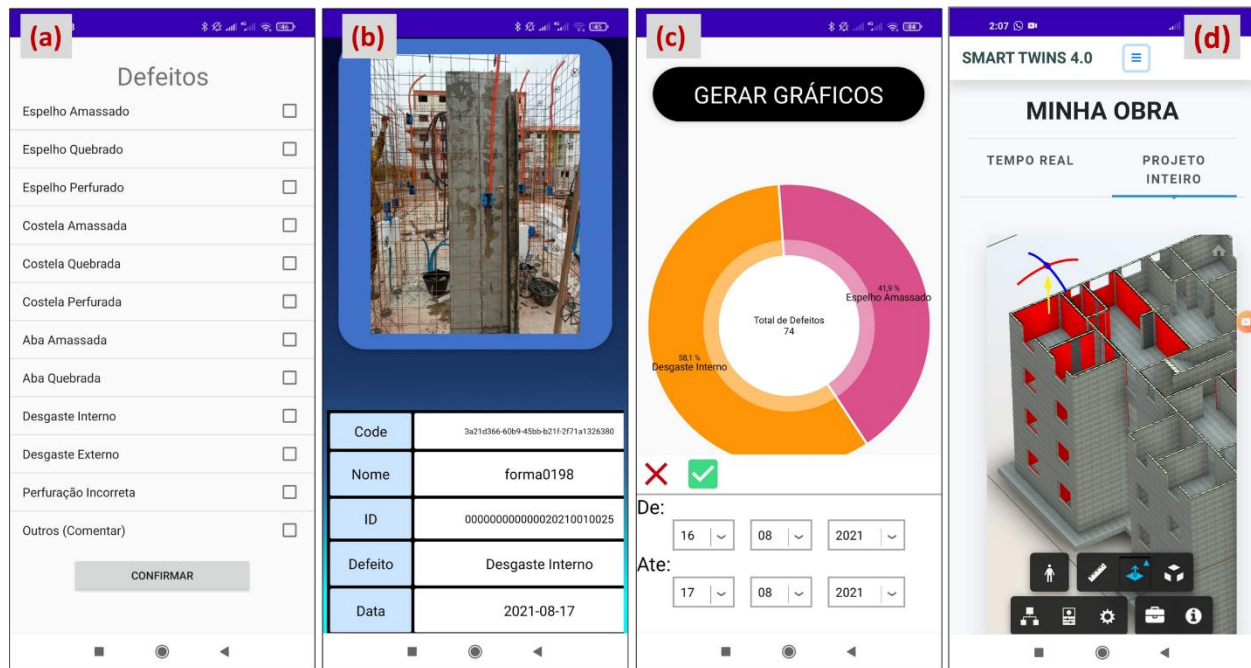 (a)
46
Defeitos
Espelho Amassado
Espelho Quebrado
Espelho Perfurado
Costela Amassada
Costela Quebrada
Costela Perfurada
Aba Amassada
Aba Quebrada
Desgaste Interno
Desgaste Externo
Perfuração Incorreta
Outros (Comentar)
CONFIRMAR
(b)
45
Code 3a21d366-60b9-45bb-b21f-2f71a1326380
Nome forma0198
ID 000000000000020210010025
Defeito Desgaste Interno
Data 2021-08-17
(c)
84
GERAR GRÁFICOS
41,9 %
Espelho Amassado
Total de Defeitos
74
58,1 %
Desgaste Interno
De:
16 08 2021
Ate:
17 08 2021
(d)
2:07
SMART TWINS 4.0
MINHA OBRA
TEMPO REAL
PROJETO
INTEIRO